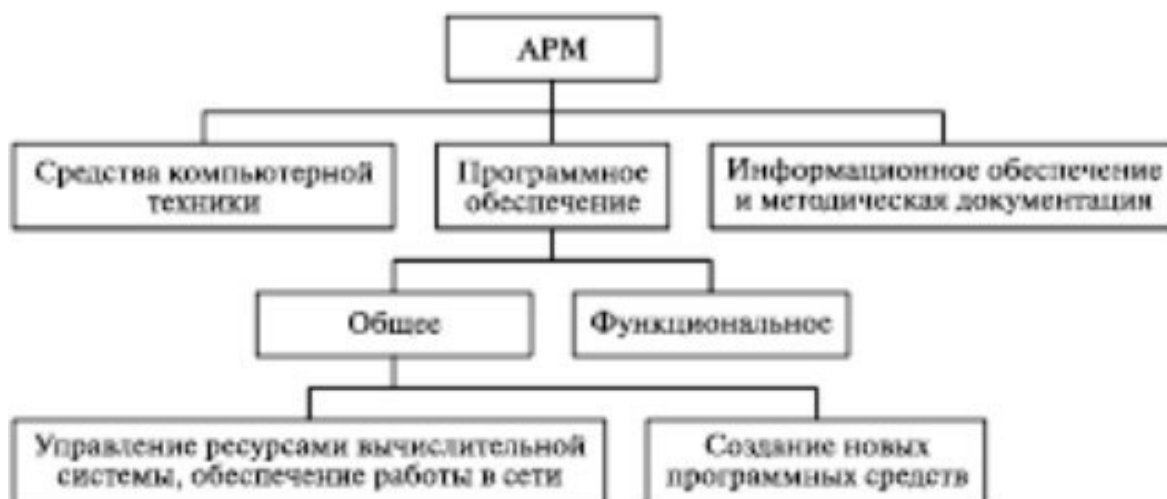 АРМ
Средства компьютерной
техники
Программное
обеспечение
Информационное обеспечение
и методическая документация
Общее
Функциональное
Управление ресурсами вычислительной
системы, обеспечение работы в сети
Создание новых
программных средств